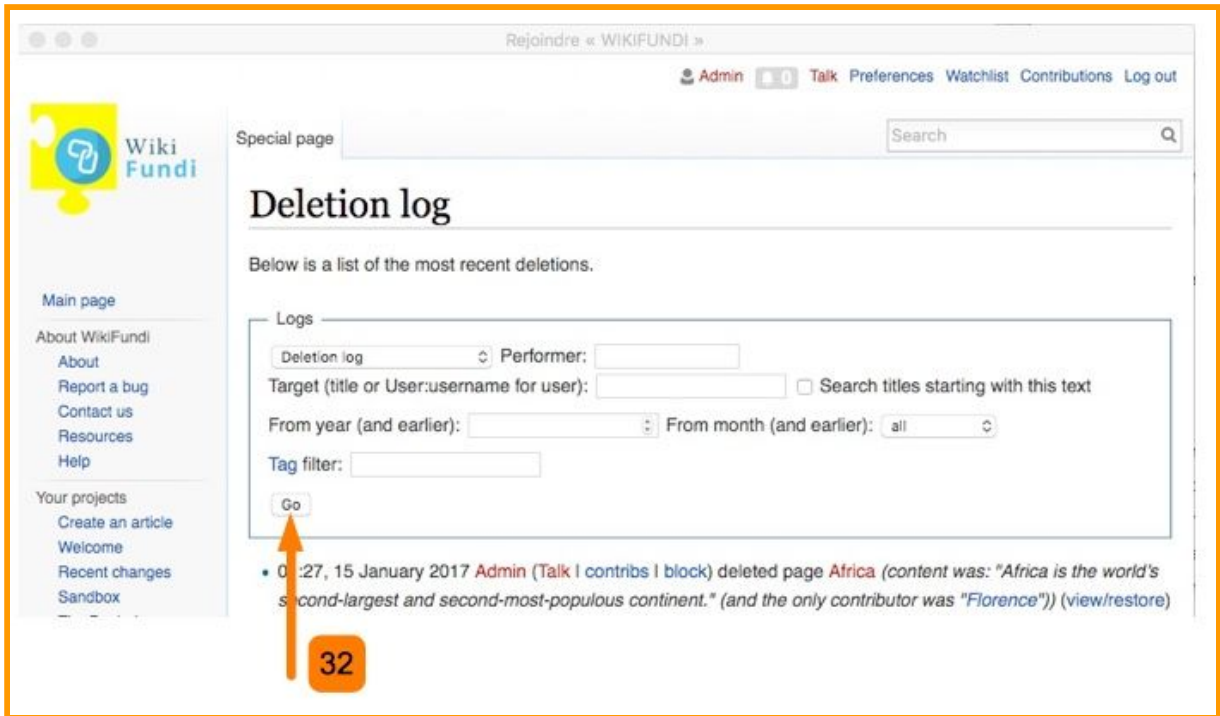 Rejoindre « WIKIFUNDI »
Admin 0 Talk Preferences Watchlist Contributions Log out
Wiki
Fundi
Special page
Search
Deletion log
Below is a list of the most recent deletions.
Main page
About WikiFundi
About
Report a bug
Contact us
Resources
Help
Your projects
Create an article
Welcome
Recent changes
Sandbox
Logs
Deletion log Performer:
Target (title or User:username for user): Search titles starting with this text
From year (and earlier): From month (and earlier): all
Tag filter:
Go
• :27, 15 January 2017 Admin (Talk | contribs | block) deleted page Africa (content was: "Africa is the world's
second-largest and second-most-populous continent." (and the only contributor was "Florence")) (view/restore)
32